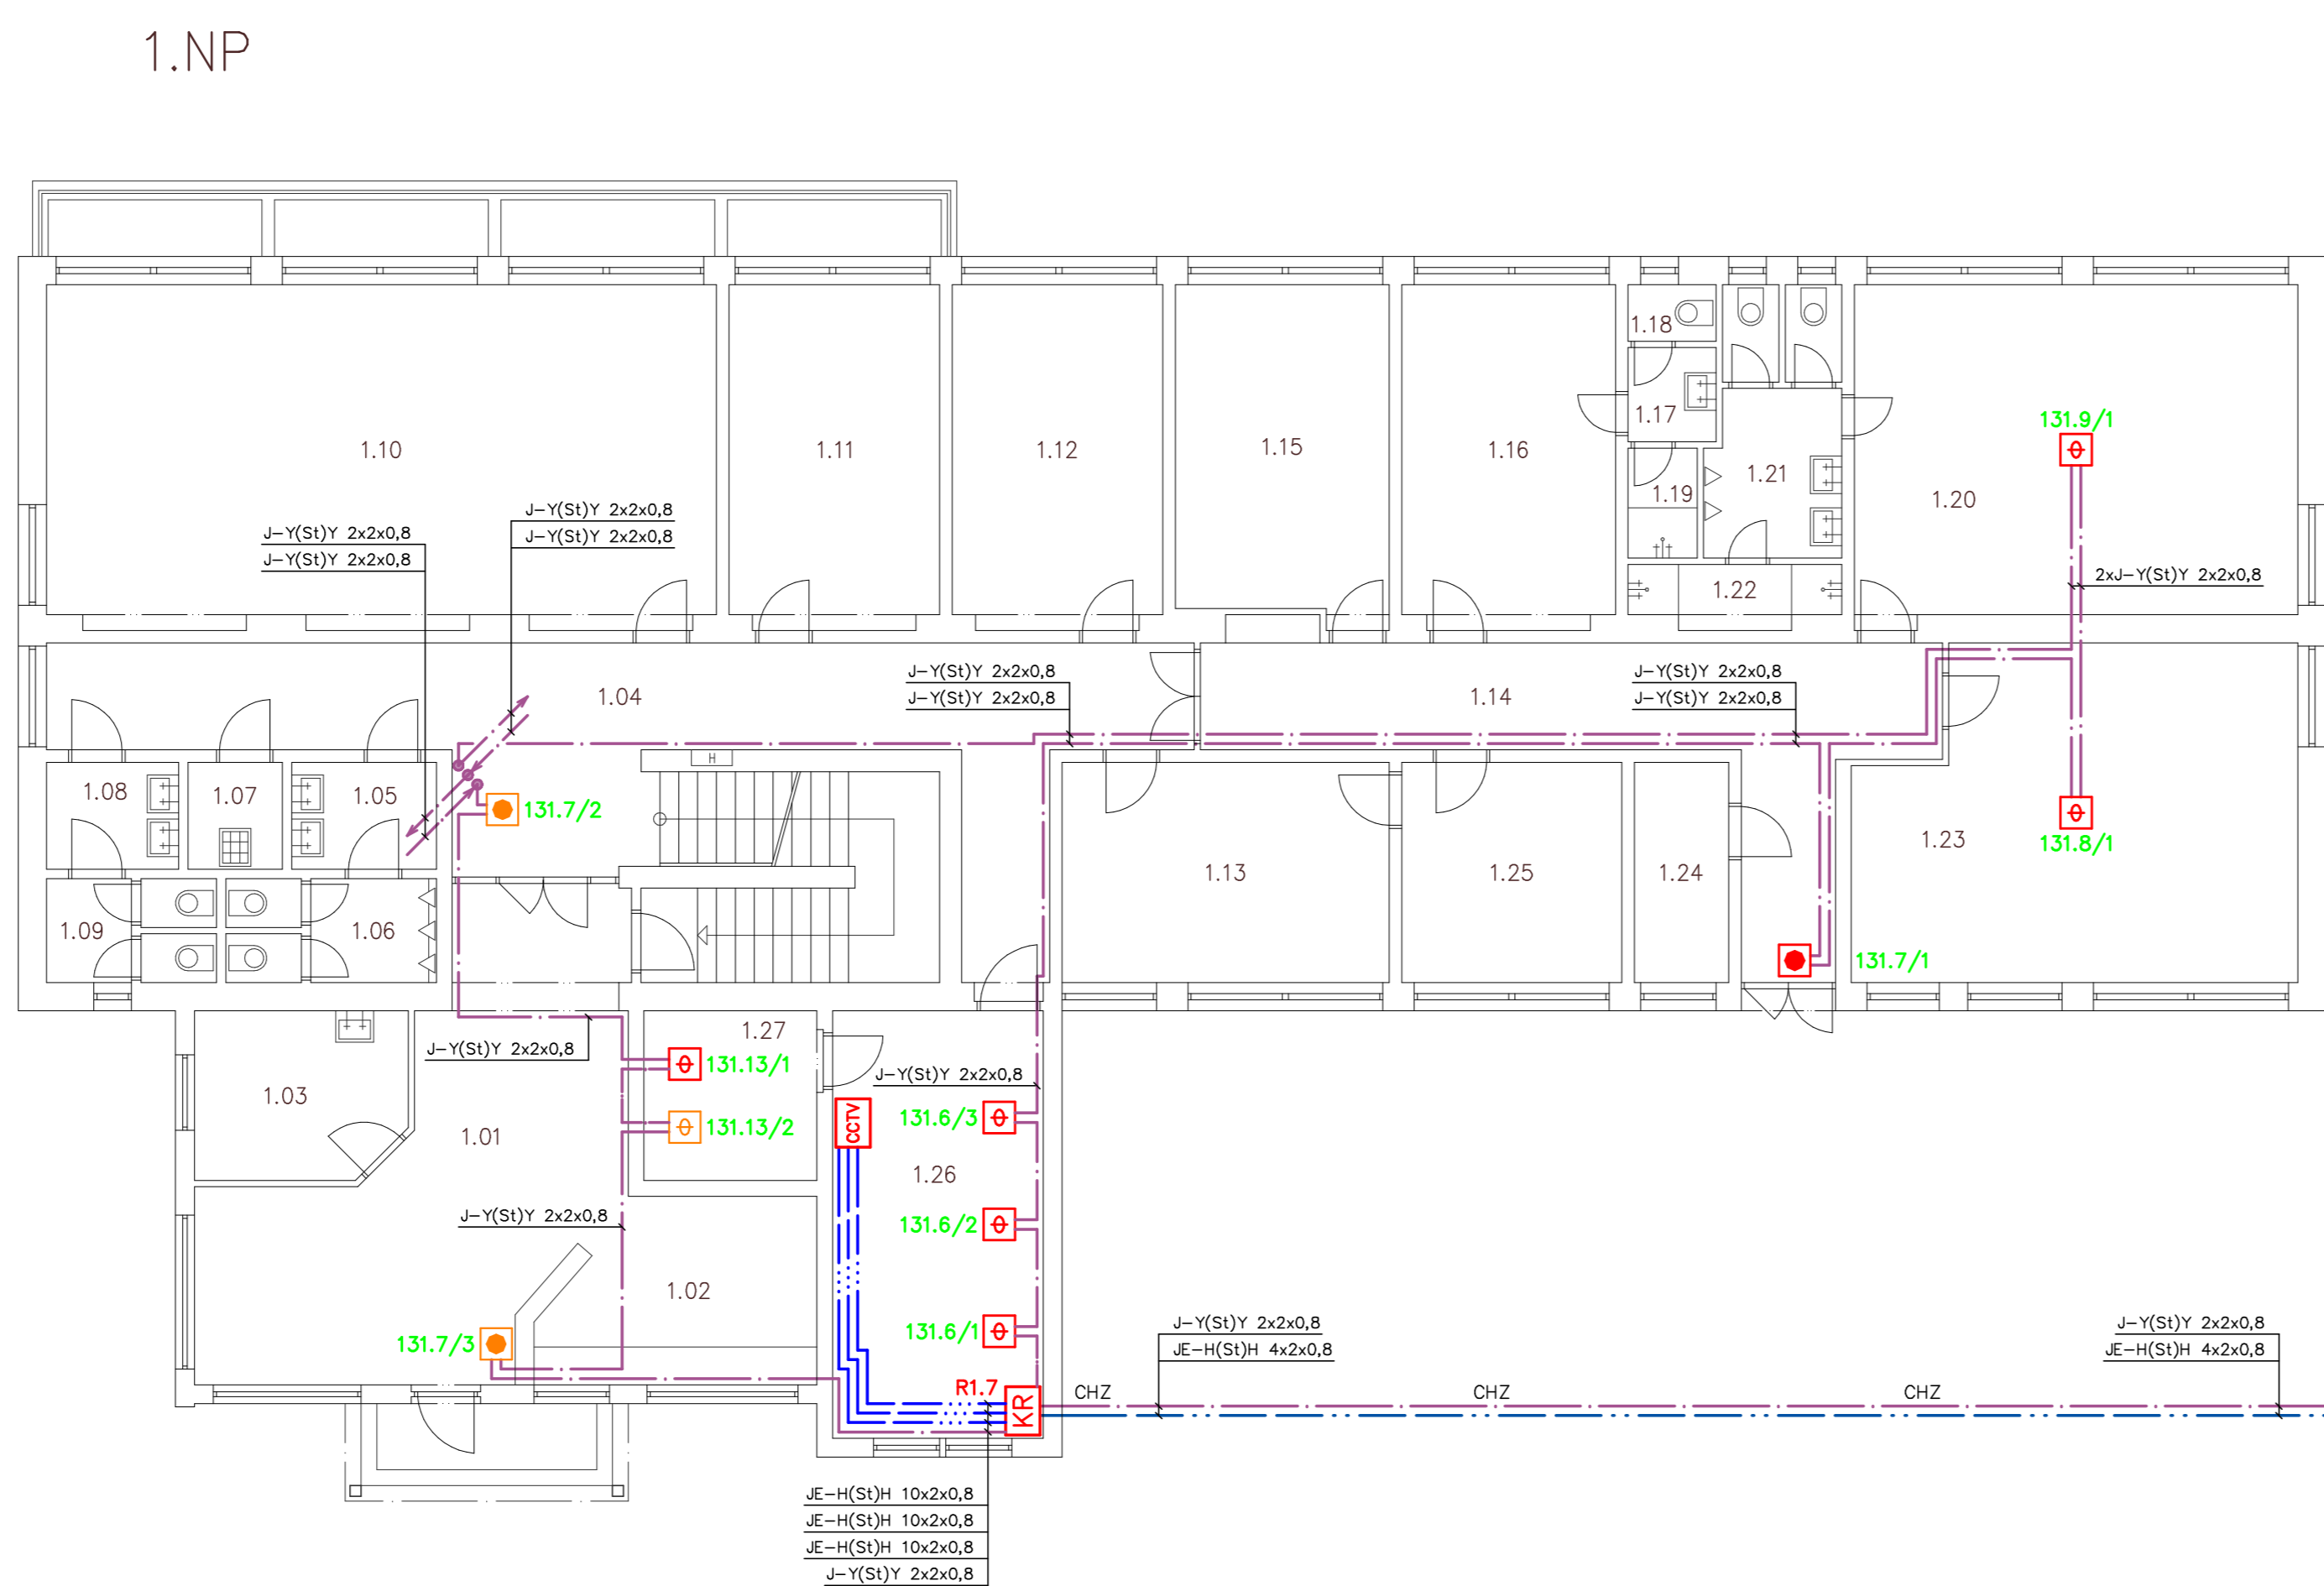 1.NP
1.18
1.17
131.9/1
1.10
1.11
1.12
1.15
1.16
1.21
1.19
1.20
J-Y(St)Y 2x2x0,8
J-Y(St)Y 2x2x0,8
J-Y(St)Y 2x2x0,8
J-Y(St)Y 2x2x0,8
2xJ-Y(St)Y 2x2x0,8
1.22
J-Y(St)Y 2x2x0,8
J-Y(St)Y 2x2x0,8
J-Y(St)Y 2x2x0,8
J-Y(St)Y 2x2x0,8
1.04
1.14
H
1.08
1.07
1.05
131.7/2
1.13
1.25
1.24
1.23
131.8/1
1.09
1.06
131.7/1
1.27
J-Y(St)Y 2x2x0,8
131.13/1
J-Y(St)Y 2x2x0,8
1.03
CCTV
131.6/3
1.01
131.13/2
1.26
J-Y(St)Y 2x2x0,8
131.6/2
1.02
131.7/3
131.6/1
J-Y(St)Y 2x2x0,8
JE-H(St)H 4x2x0,8
J-Y(St)Y 2x2x0,8
JE-H(St)H 4x2x0,8
R1.7
KR
CHZ
CHZ
CHZ
JE-H(St)H 10x2x0,8
JE-H(St)H 10x2x0,8
JE-H(St)H 10x2x0,8
J-Y(St)Y 2x2x0,8